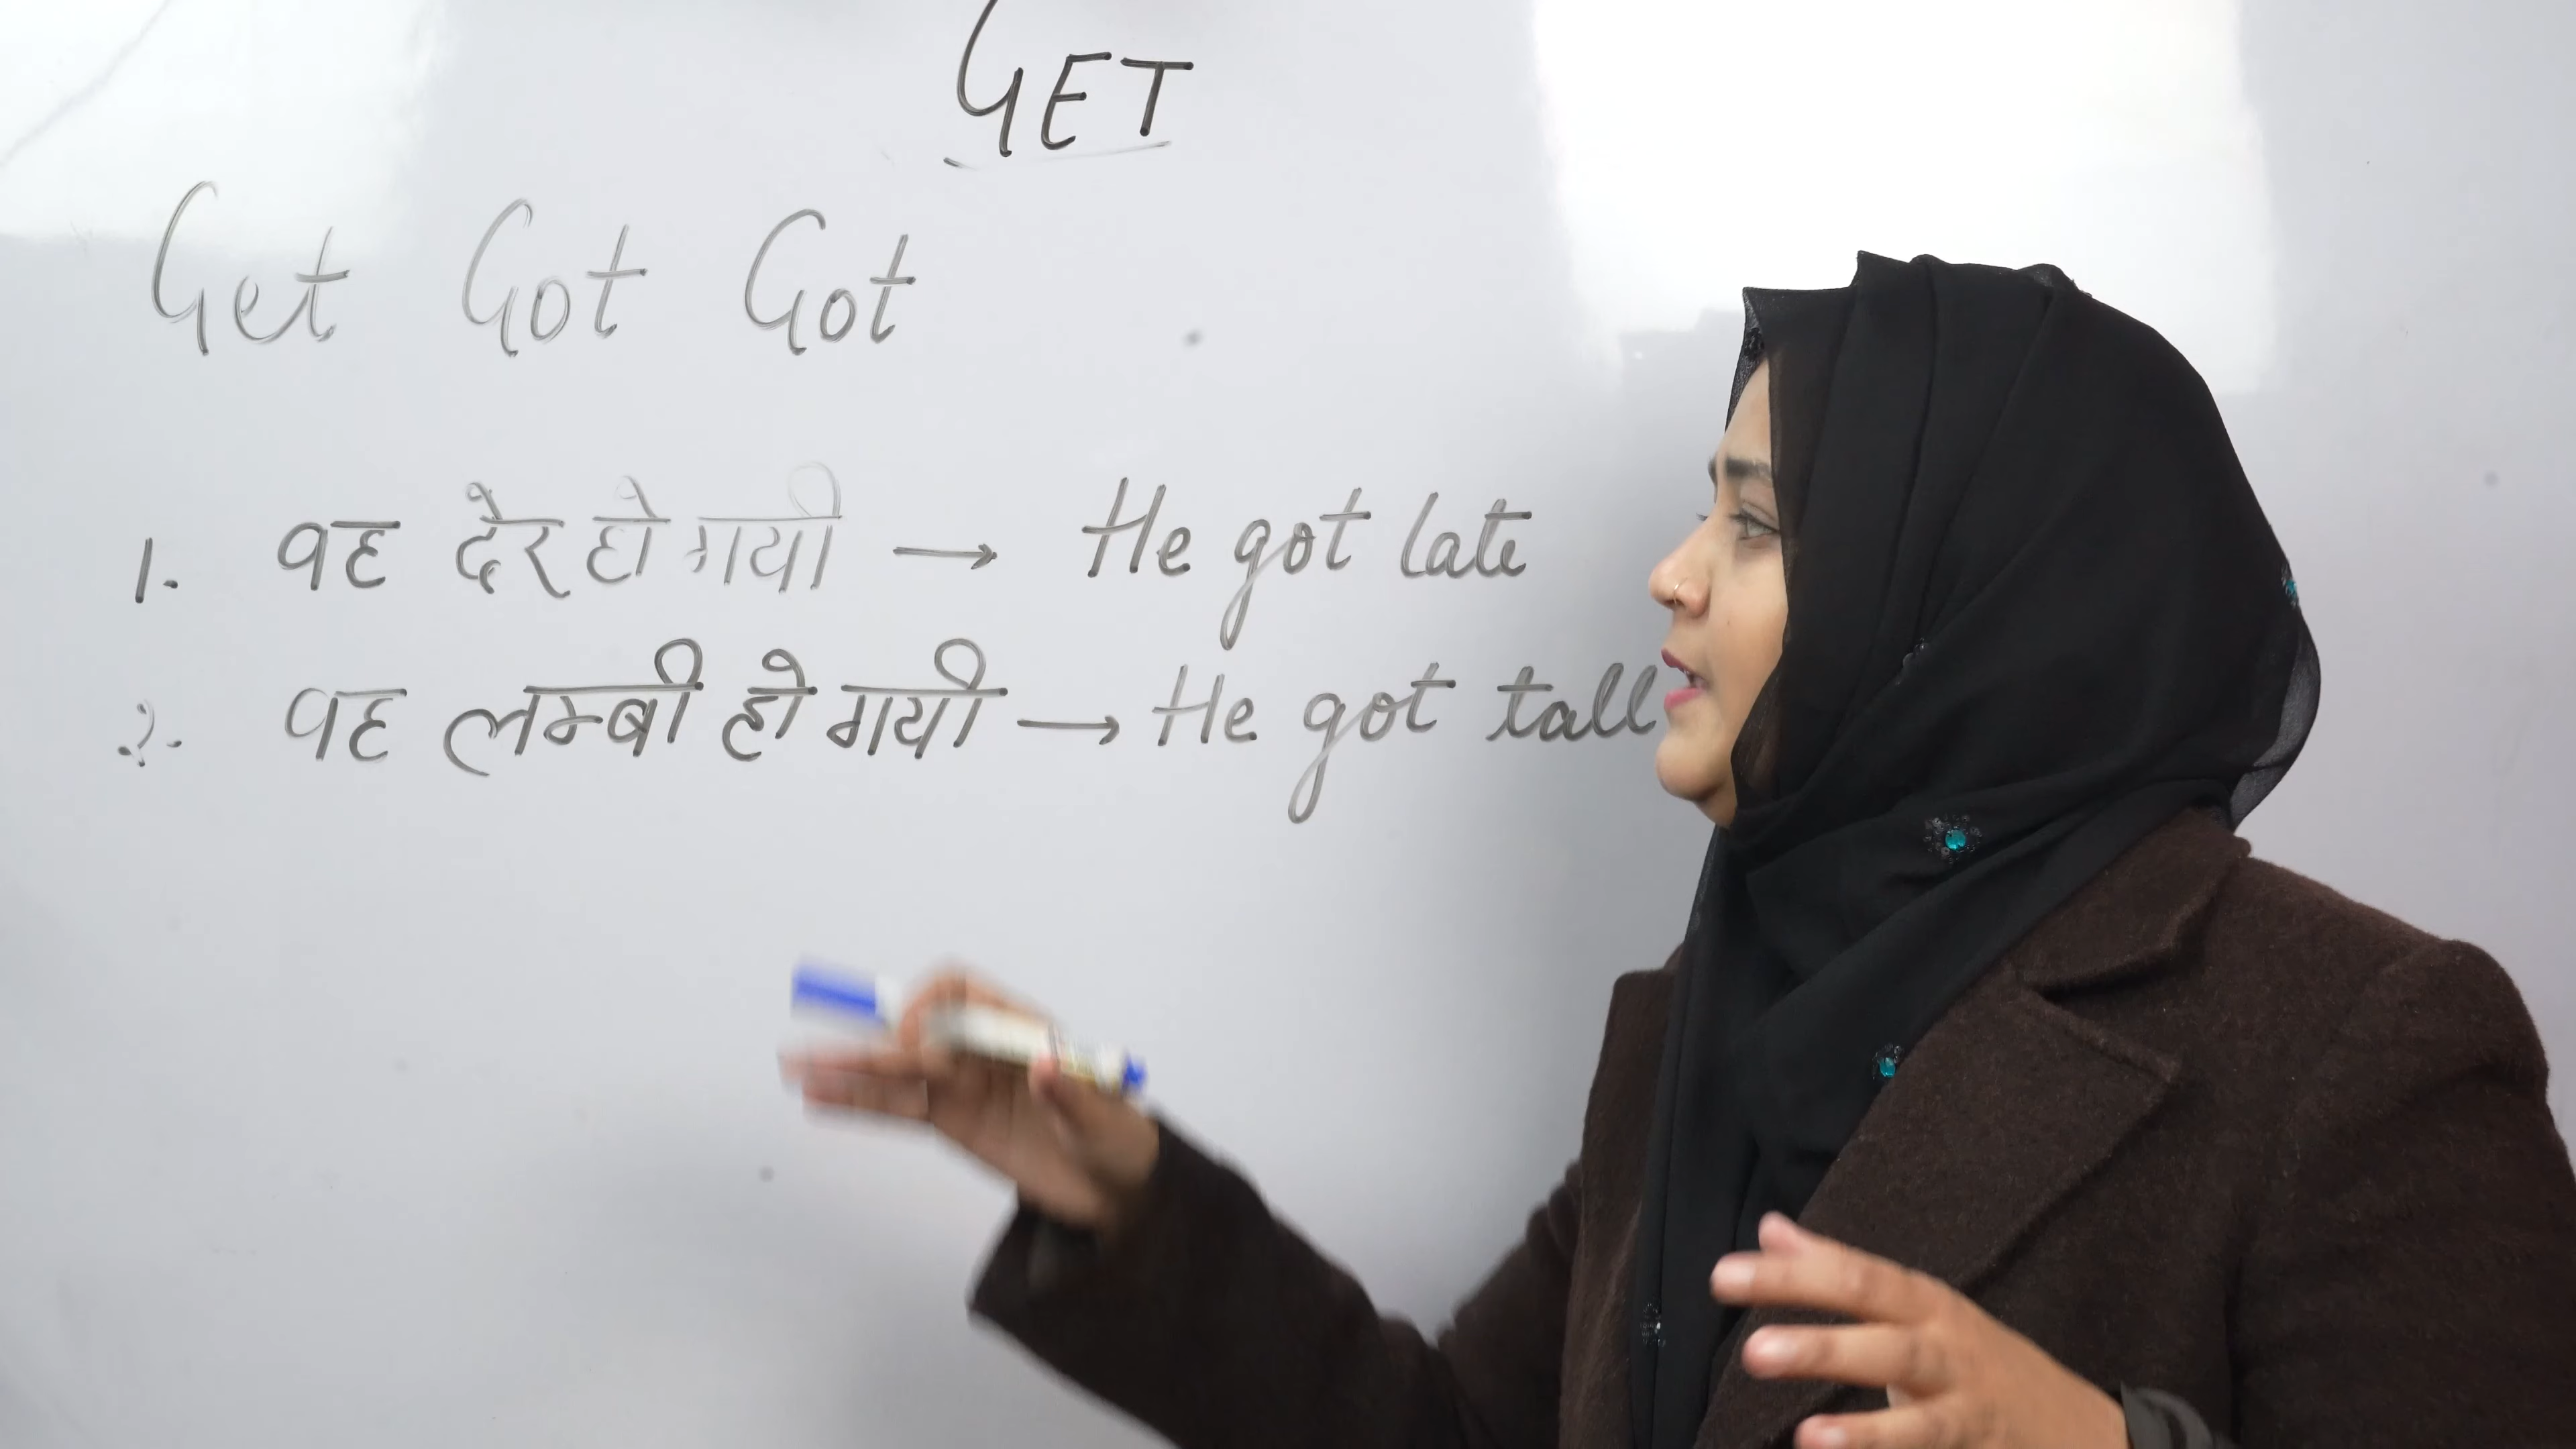 GET
Get Got Got
1. वह देर हो गयी → He got late
2. वह लम्बी हो गयी → He got tall